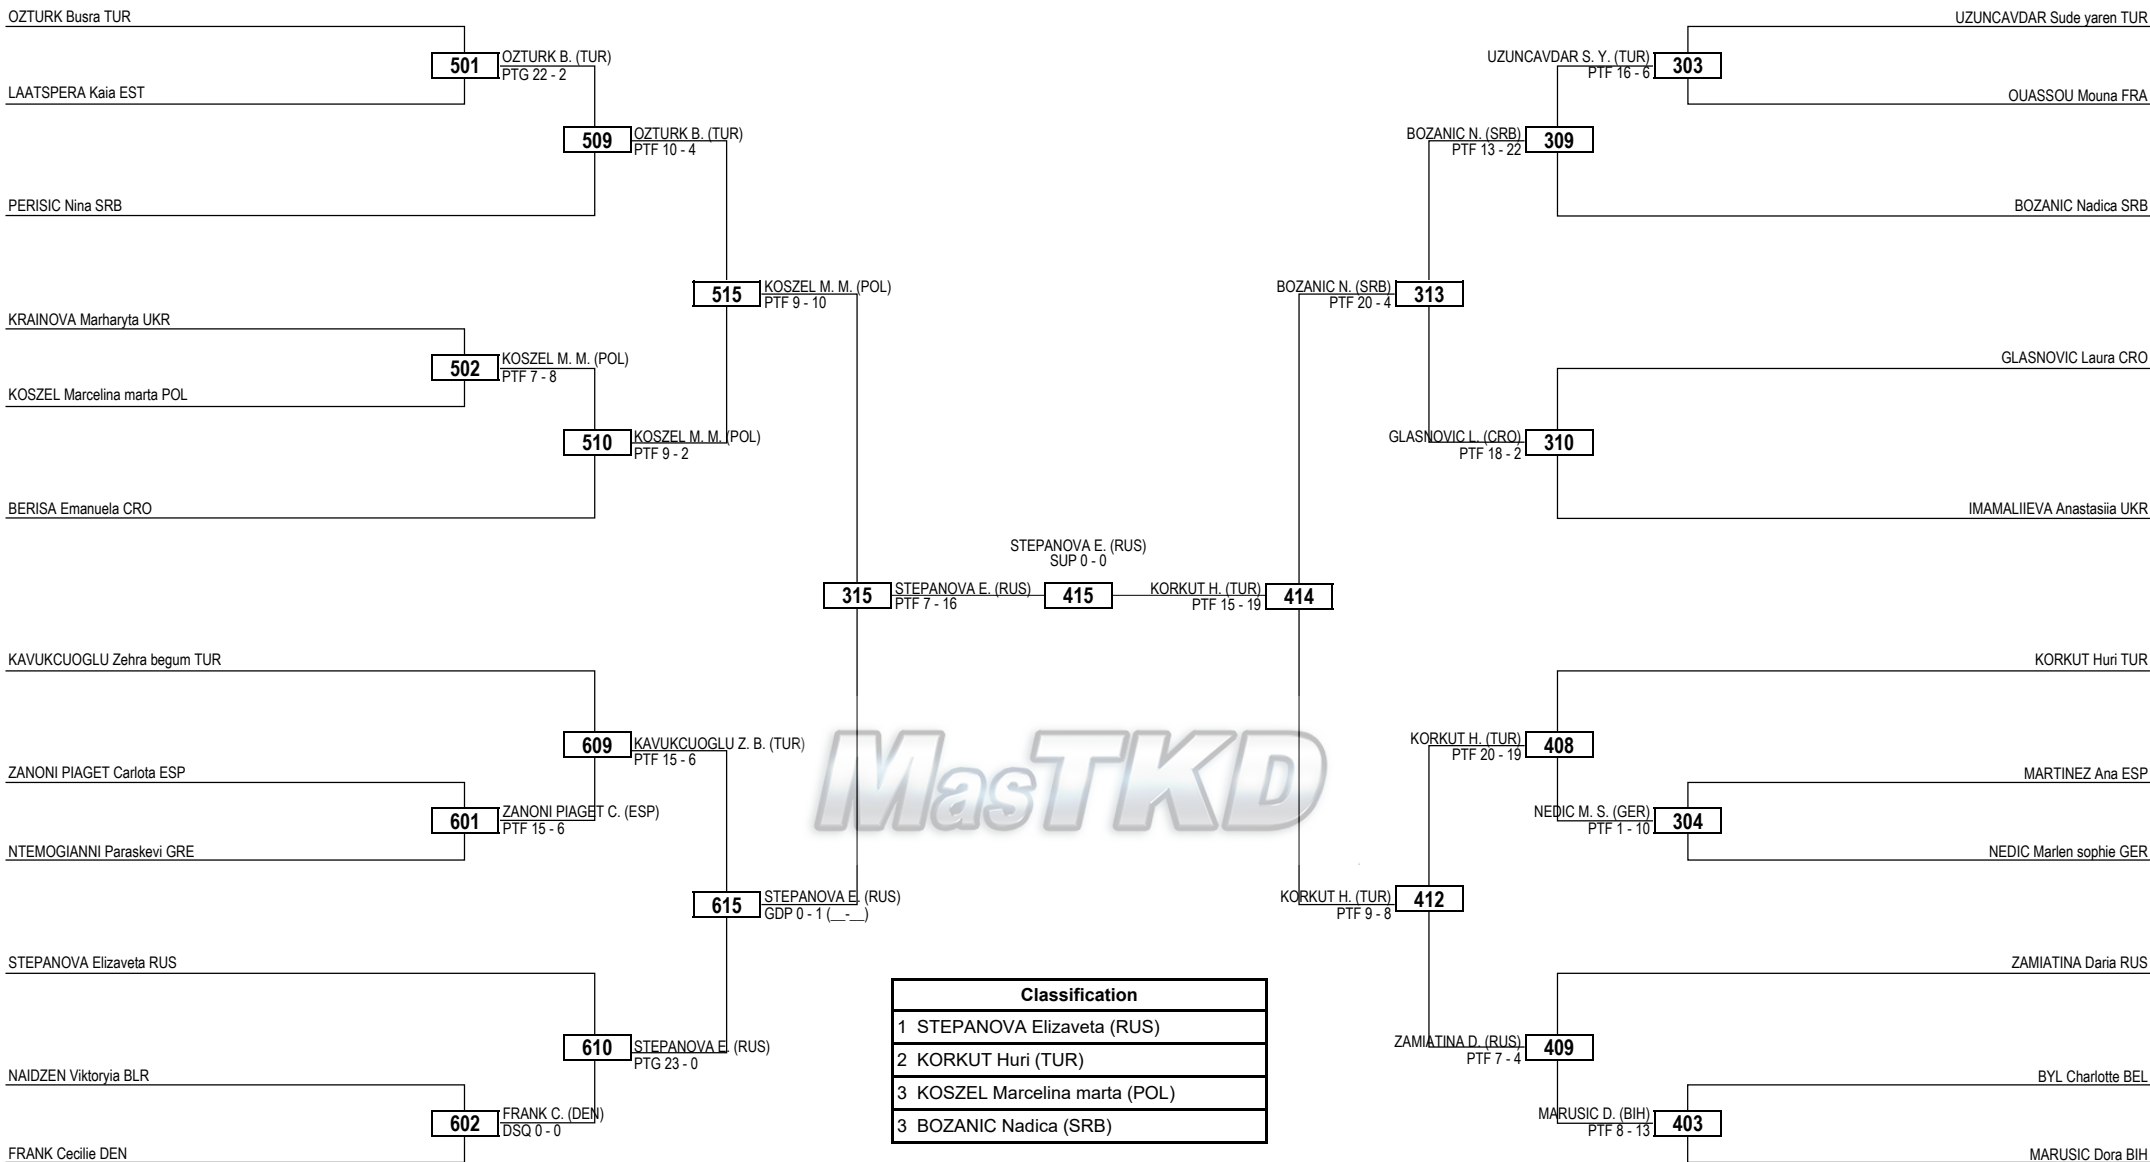 OZTURK Busra TUR
501
OZTURK B. (TUR)
PTG 22 - 2
LAATSPERA Kaia EST
509
OZTURK B. (TUR)
PTF 10 - 4
PERISIC Nina SRB
515
KOSZEL M. M. (POL)
PTF 9 - 10
KRAINOVA Marharyta UKR
502
KOSZEL M. M. (POL)
PTF 7 - 8
KOSZEL Marcelina marta POL
510
KOSZEL M. M. (POL)
PTF 9 - 2
BERISA Emanuela CRO
315
STEPANOVA E. (RUS)
PTF 7 - 16
KAVUKCUOGLU Zehra begum TUR
609
KAVUKCUOGLU Z. B. (TUR)
PTF 15 - 6
ZANONI PIAGET Carlota ESP
601
ZANONI PIAGET C. (ESP)
PTF 15 - 6
NTEMOGIANNI Paraskevi GRE
615
STEPANOVA E. (RUS)
GDP 0 - 1 (__-__)
STEPANOVA Elizaveta RUS
610
STEPANOVA E. (RUS)
PTG 23 - 0
NAIDZEN Viktoryia BLR
602
FRANK C. (DEN)
DSQ 0 - 0
FRANK Cecilie DEN
STEPANOVA E. (RUS)
SUP 0 - 0
415
MasTKD
UZUNCAVDAR Sude yaren TUR
UZUNCAVDAR S. Y. (TUR)
PTF 16 - 6
303
OUASSOU Mouna FRA
BOZANIC N. (SRB)
PTF 13 - 22
309
BOZANIC Nadica SRB
BOZANIC N. (SRB)
PTF 20 - 4
313
GLASNOVIC Laura CRO
GLASNOVIC L. (CRO)
PTF 18 - 2
310
IMAMALIIEVA Anastasiia UKR
KORKUT H. (TUR)
PTF 15 - 19
414
KORKUT Huri TUR
KORKUT H. (TUR)
PTF 20 - 19
408
MARTINEZ Ana ESP
NEDIC M. S. (GER)
PTF 1 - 10
304
NEDIC Marlen sophie GER
KORKUT H. (TUR)
PTF 9 - 8
412
ZAMIATINA Daria RUS
ZAMIATINA D. (RUS)
PTF 7 - 4
409
BYL Charlotte BEL
MARUSIC D. (BIH)
PTF 8 - 13
403
MARUSIC Dora BIH
Classification
1 STEPANOVA Elizaveta (RUS)
2 KORKUT Huri (TUR)
3 KOSZEL Marcelina marta (POL)
3 BOZANIC Nadica (SRB)